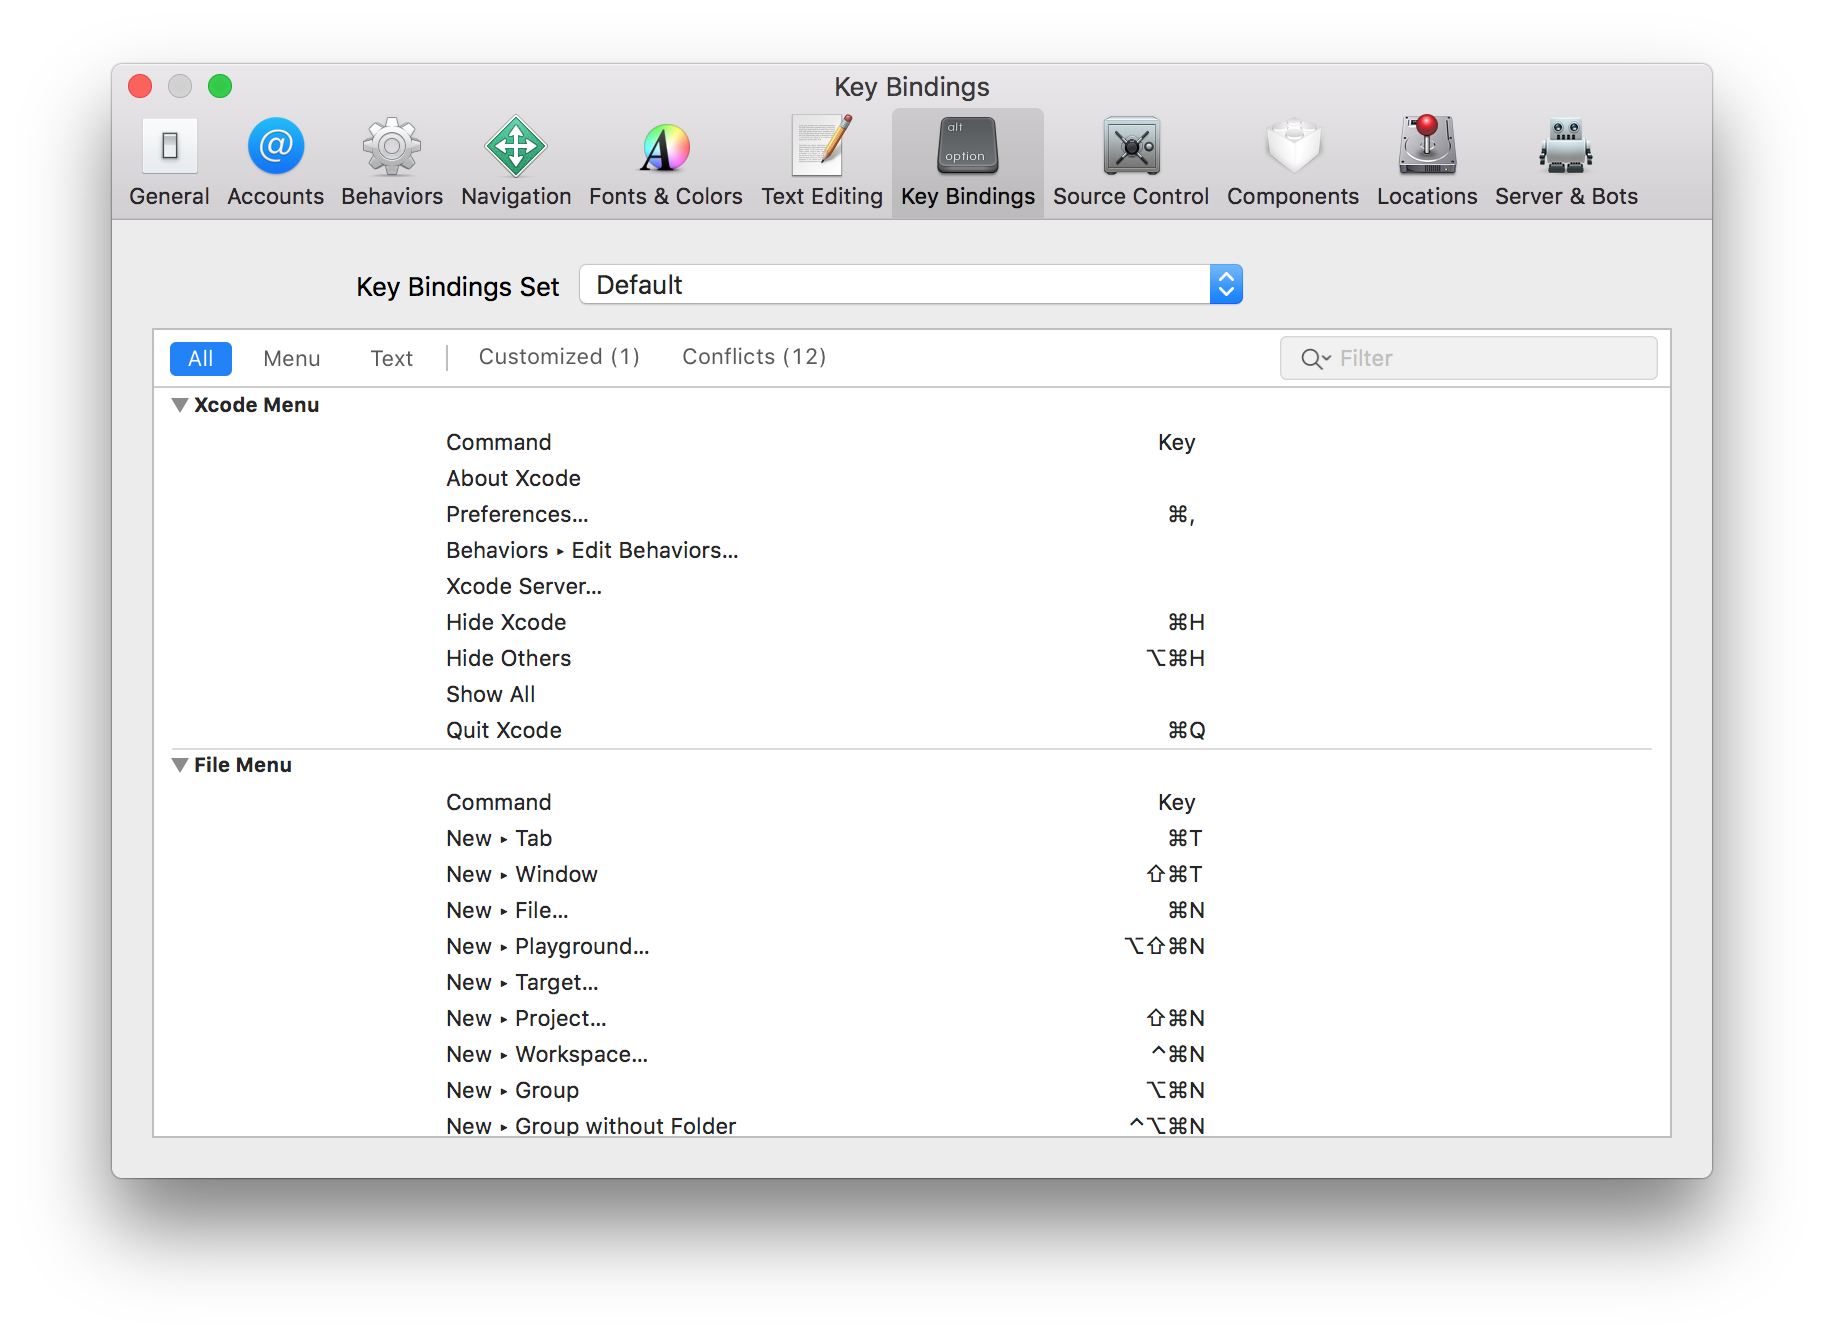 Key Bindings
alt
option
General Accounts Behaviors Navigation Fonts & Colors Text Editing Key Bindings Source Control Components Locations Server & Bots
Key Bindings Set Default
All Menu Text Customized (1) Conflicts (12) Filter
Xcode Menu
Command Key
About Xcode
Preferences... ⌘,
Behaviors ▸ Edit Behaviors...
Xcode Server...
Hide Xcode ⌘H
Hide Others ⌥⌘H
Show All
Quit Xcode ⌘Q
File Menu
Command Key
New ▸ Tab ⌘T
New ▸ Window ⇧⌘T
New ▸ File... ⌘N
New ▸ Playground... ⌥⇧⌘N
New ▸ Target...
New ▸ Project... ⇧⌘N
New ▸ Workspace... ^⌘N
New ▸ Group ⌥⌘N
New ▸ Group without Folder ^⌥⌘N